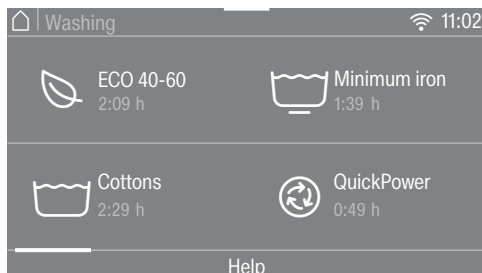 Washing 11:02
ECO 40-60
2:09 h
Minimum iron
1:39 h
Cottons
2:29 h
QuickPower
0:49 h
Help